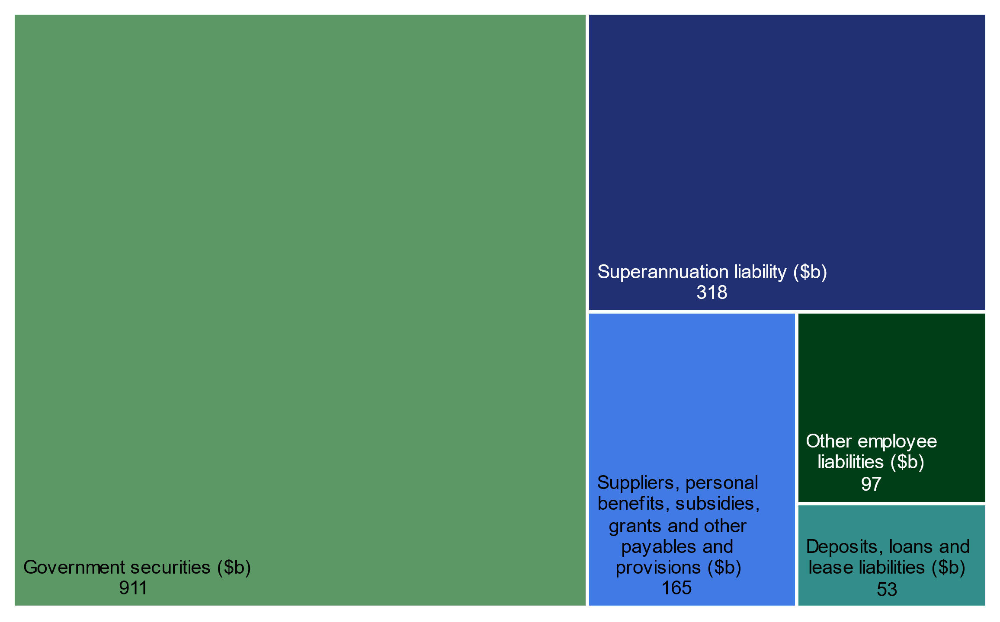 Government securities ($b)
911
Superannuation liability ($b)
318
Suppliers, personal
benefits, subsidies,
grants and other
payables and
provisions ($b)
165
Other employee
liabilities ($b)
97
Deposits, loans and
lease liabilities ($b)
53